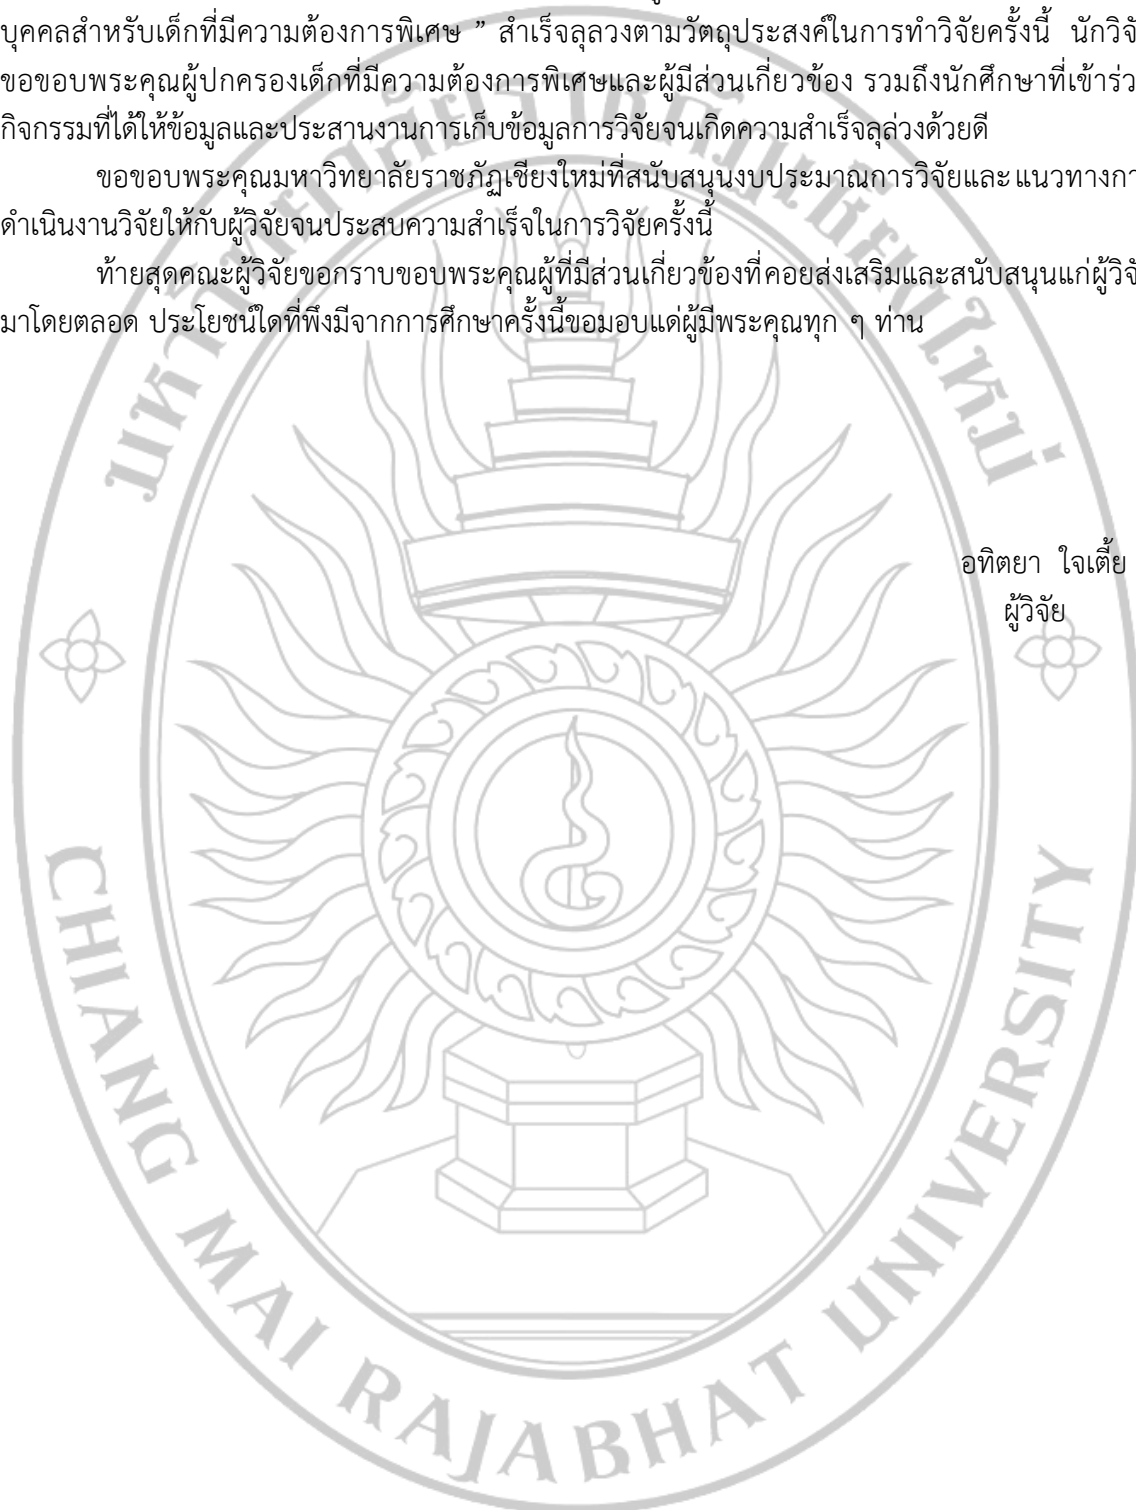 บุคคลสำหรับเด็กที่มีความต้องการพิเศษ ” สำเร็จลุลวงตามวัตถุประสงค์ในการทำวิจัยครั้งนี้ นักวิจั
ขอขอบพระคุณผู้ปกครองเด็กที่มีความต้องการพิเศษและผู้มีส่วนเกี่ยวข้อง รวมถึงนักศึกษาที่เข้าร่ว
กิจกรรมที่ได้ให้ข้อมูลและประสานงานการเก็บข้อมูลการวิจัยจนเกิดความสำเร็จลุล่วงด้วยดี
ขอขอบพระคุณมหาวิทยาลัยราชภัฏเชียงใหม่ที่สนับสนุนงบประมาณการวิจัยและแนวทางกา
ดำเนินงานวิจัยให้กับผู้วิจัยจนประสบความสำเร็จในการวิจัยครั้งนี้
ท้ายสุดคณะผู้วิจัยขอกราบขอบพระคุณผู้ที่มีส่วนเกี่ยวข้องที่คอยส่งเสริมและสนับสนุนแก่ผู้วิจั
มาโดยตลอด ประโยชน์ใดที่พึงมีจากการศึกษาครั้งนี้ขอมอบแด่ผู้มีพระคุณทุก ๆ ท่าน
อทิตยา ใจเตี้ย
ผู้วิจัย
มหาวิทยาลัยราชภัฏเชียงใหม่
CHIANG MAI RAJABHAT UNIVERSITY